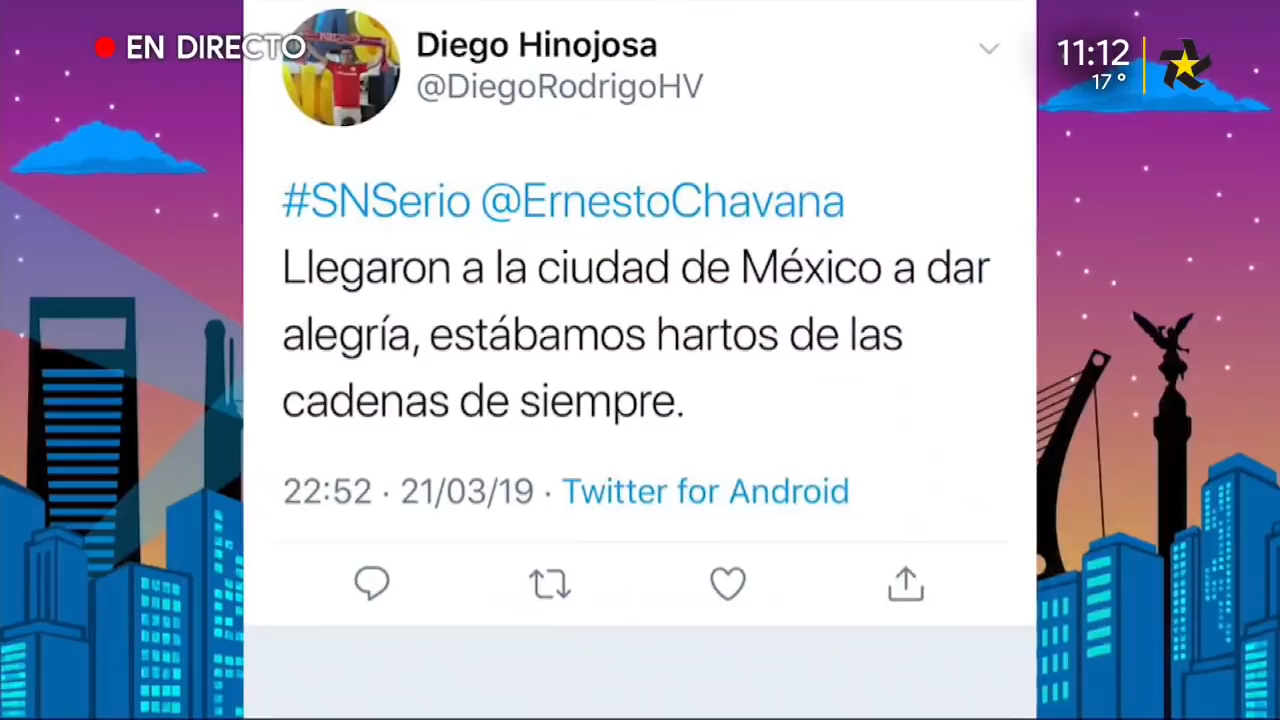 EN DIRECTO
Diego Hinojosa
@DiegoRodrigoHV
11:12
17 °
#SNSerio @ErnestoChavana
Llegaron a la ciudad de México a dar
alegría, estábamos hartos de las
cadenas de siempre.
22:52 · 21/03/19 · Twitter for Android